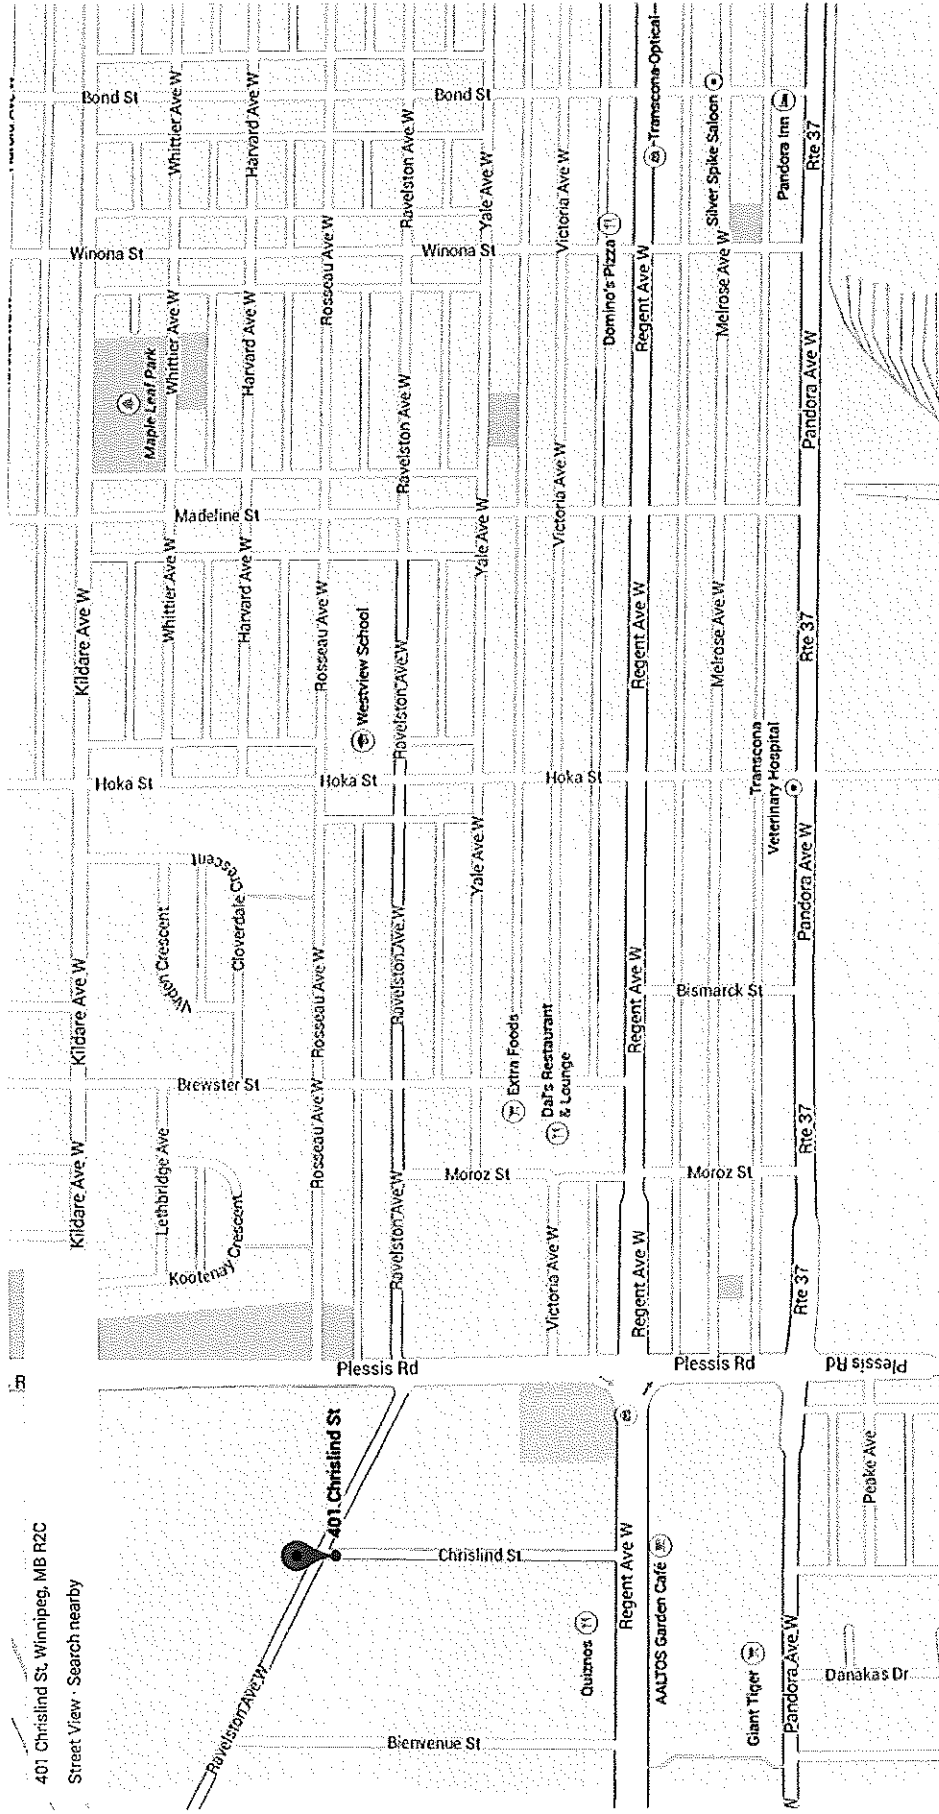 401 Chrislind St, Winnipeg, MB R2C
Street View · Search nearby
Bond St
Whittier Ave W
Harvard Ave W
Ravelston Ave W
Bond St
Yale Ave W
Victoria Ave W
Transcona Optical
Silver Spike Saloon
Pandora Inn
Rte 37
Winona St
Rosseau Ave W
Winona St
Domino's Pizza
Regent Ave W
Melrose Ave W
Maple Leaf Park
Whittier Ave W
Harvard Ave W
Ravelston Ave W
Victoria Ave W
Pandora Ave W
Madeline St
Kildare Ave W
Whittier Ave W
Harvard Ave W
Rosseau Ave W
Westview School
Ravelston Ave W
Yale Ave W
Regent Ave W
Melrose Ave W
Rte 37
Hoka St
Hoka St
Hoka St
Transcona
Veterinary Hospital
Kildare Ave W
Virden Crescent
Cloverdale Crescent
Rosseau Ave W
Ravelston Ave W
Yale Ave W
Regent Ave W
Bismarck St
Pandora Ave W
Brewster St
Extra Foods
Dal's Restaurant
& Lounge
Kildare Ave W
Lethbridge Ave
Kootenay Crescent
Rosseau Ave W
Ravelston Ave W
Moroz St
Victoria Ave W
Regent Ave W
Moroz St
Rte 37
Rte 37
Plessis Rd
Plessis Rd
Plessis Rd
401 Chrislind St
Chrislind St
Regent Ave W
Quiznos
AALTOS Garden Café
Peake Ave
Giant Tiger
Pandora Ave W
Danakas Dr
Ravelston Ave W
Bienvenue St